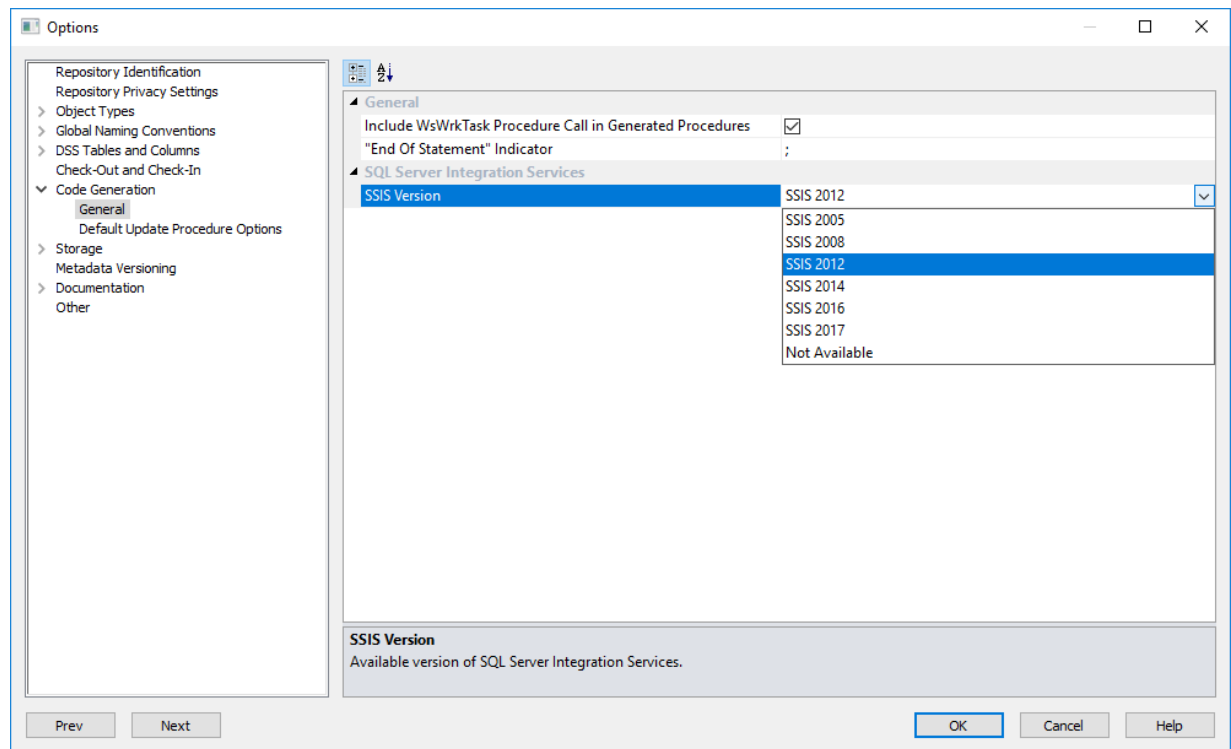 Options
Repository Identification
Repository Privacy Settings
Object Types
Global Naming Conventions
DSS Tables and Columns
Check-Out and Check-In
Code Generation
General
Default Update Procedure Options
Storage
Metadata Versioning
Documentation
Other
General
Include WsWrkTask Procedure Call in Generated Procedures
"End Of Statement" Indicator ;
SQL Server Integration Services
SSIS Version SSIS 2012
SSIS 2005
SSIS 2008
SSIS 2012
SSIS 2014
SSIS 2016
SSIS 2017
Not Available
SSIS Version
Available version of SQL Server Integration Services.
Prev Next OK Cancel Help